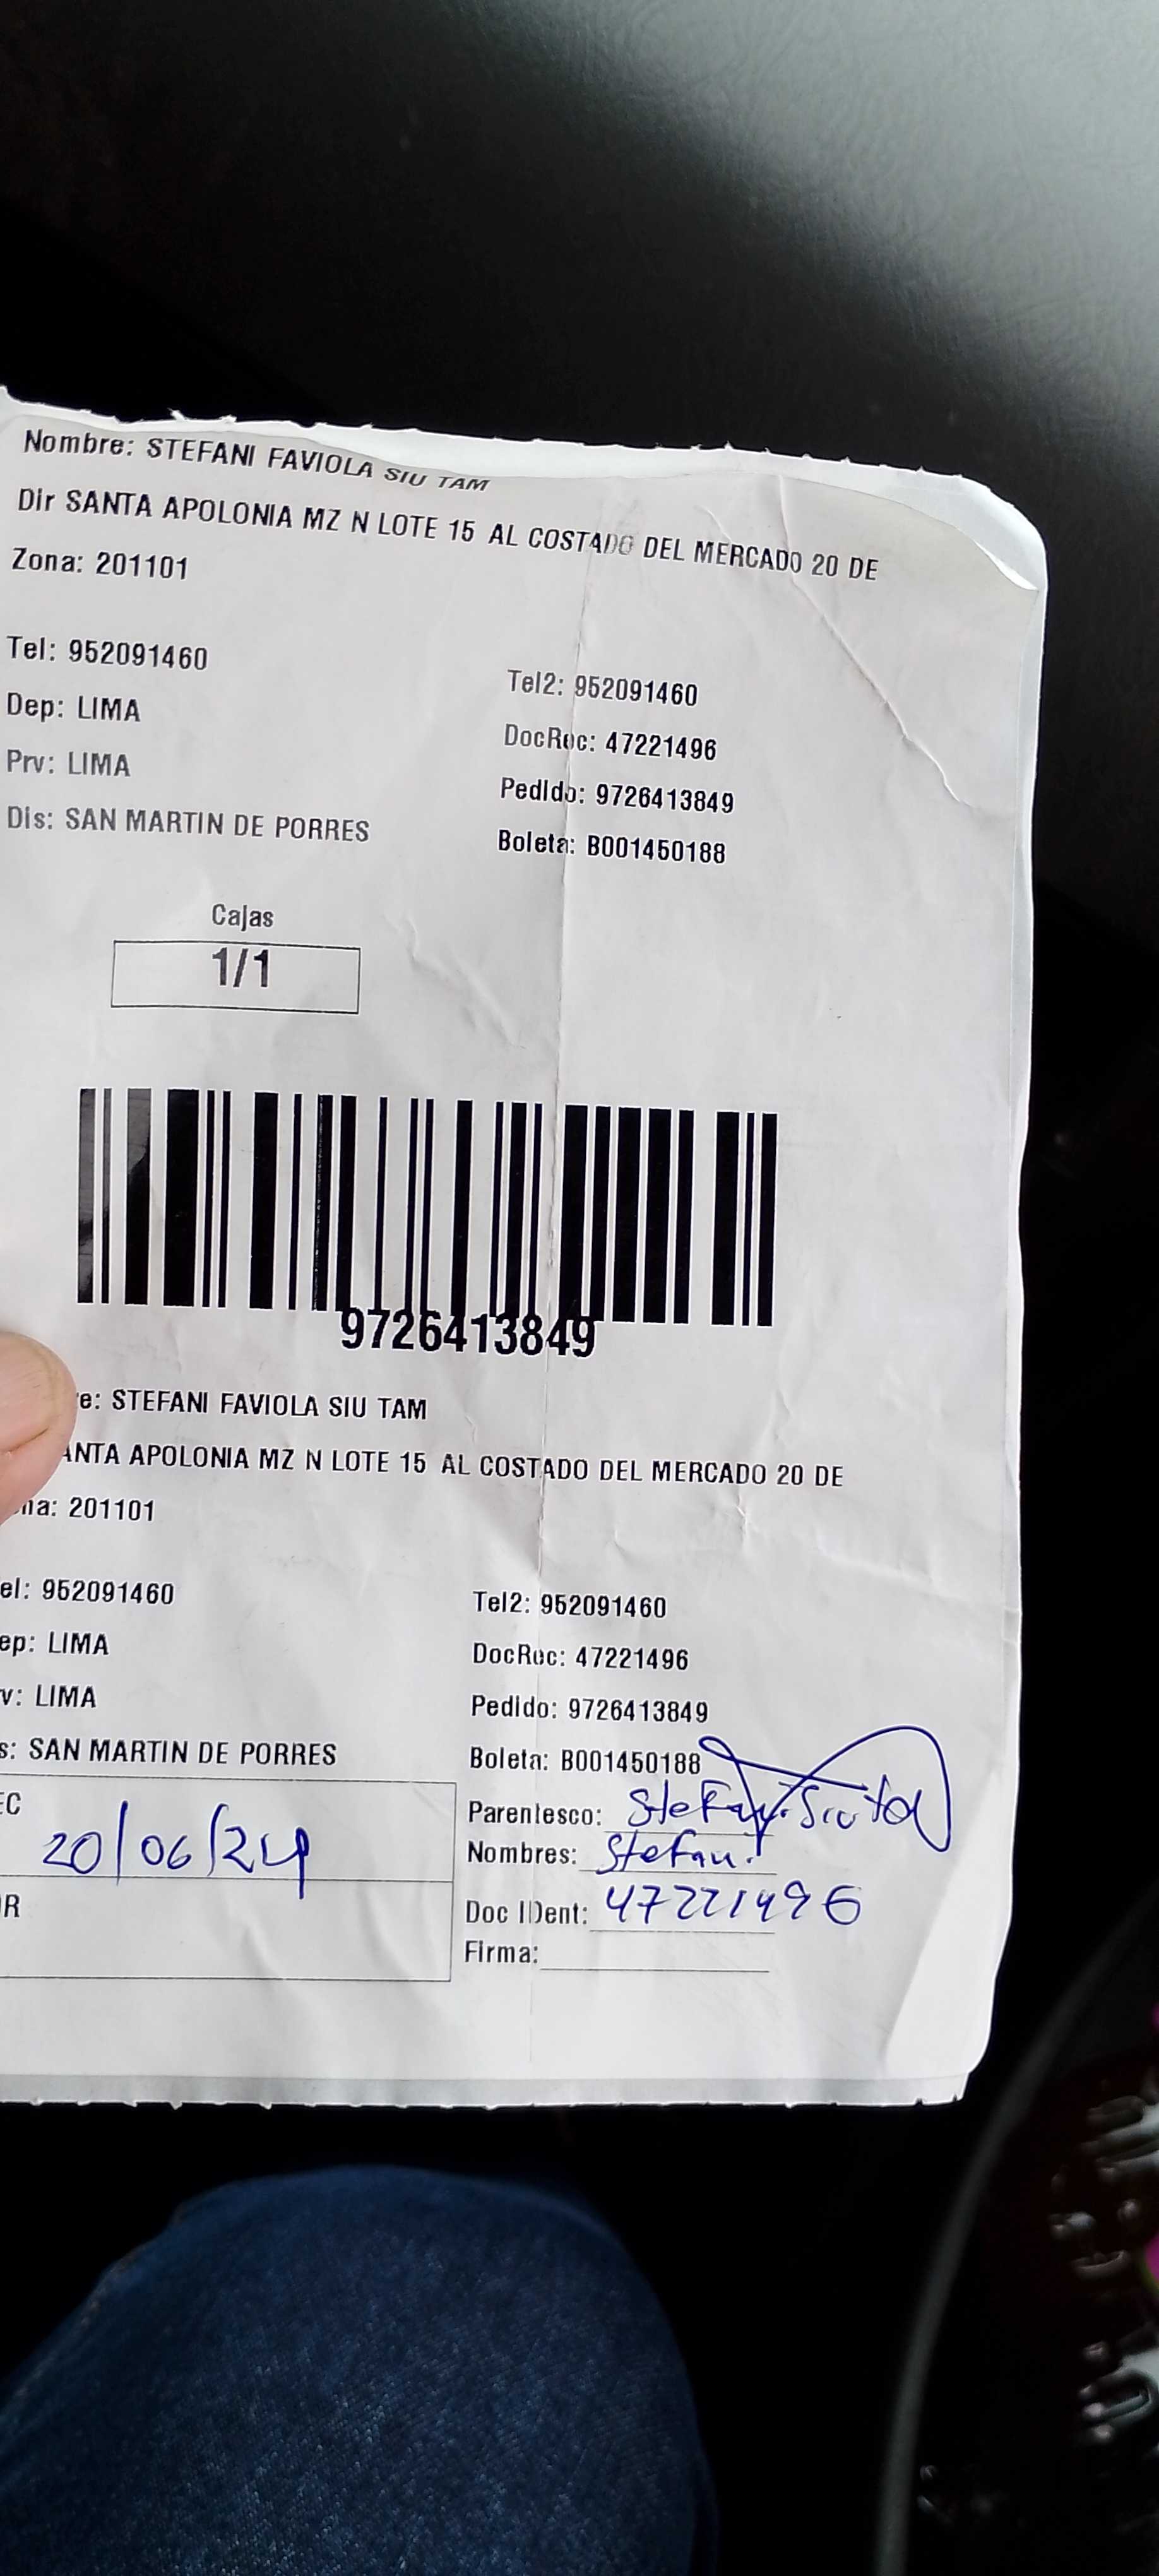 Nombre: STEFANI FAVIOLA SIU TAM
Dir SANTA APOLONIA MZ N LOTE 15 AL COSTADO DEL MERCADO 20 DE
Zona: 201101
Tel: 952091460 Tel2: 952091460
Dep: LIMA DocRec: 47221496
Prv: LIMA Pedido: 9726413849
Dis: SAN MARTIN DE PORRES Boleta: B001450188
Cajas
1/1
9726413849
e: STEFANI FAVIOLA SIU TAM
ANTA APOLONIA MZ N LOTE 15 AL COSTADO DEL MERCADO 20 DE
na: 201101
el: 952091460 Tel2: 952091460
ep: LIMA DocRec: 47221496
v: LIMA Pedido: 9726413849
s: SAN MARTIN DE PORRES Boleta: B001450188
EC Parentesco:
20/06/24 Nombres: Stefani
OR Doc IDent: 47221496
Firma: